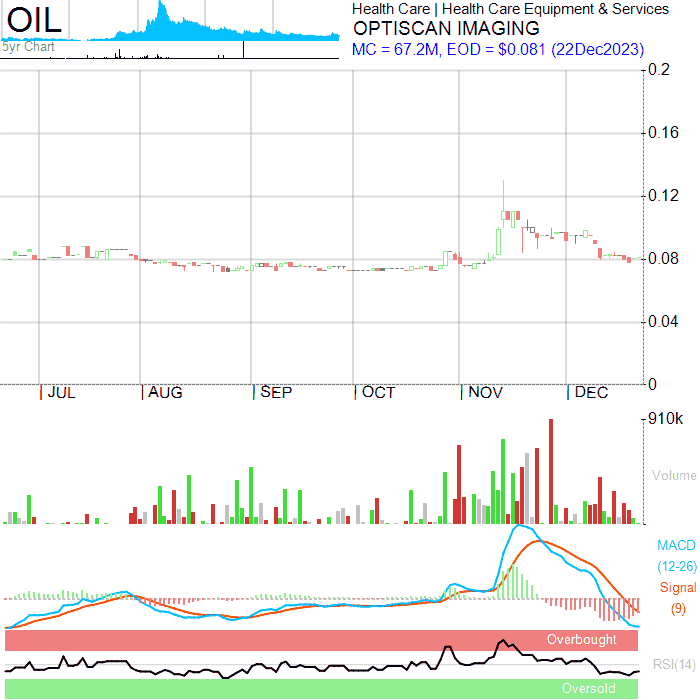 OIL
5yr Chart
Health Care | Health Care Equipment & Services
OPTISCAN IMAGING
MC = 67.2M, EOD = $0.081 (22Dec2023)
0.2
0.16
0.12
0.08
0.04
0
JUL AUG SEP OCT NOV DEC
910k
Volume
MACD
(12-26)
Signal
(9)
Overbought
RSI(14)
Oversold